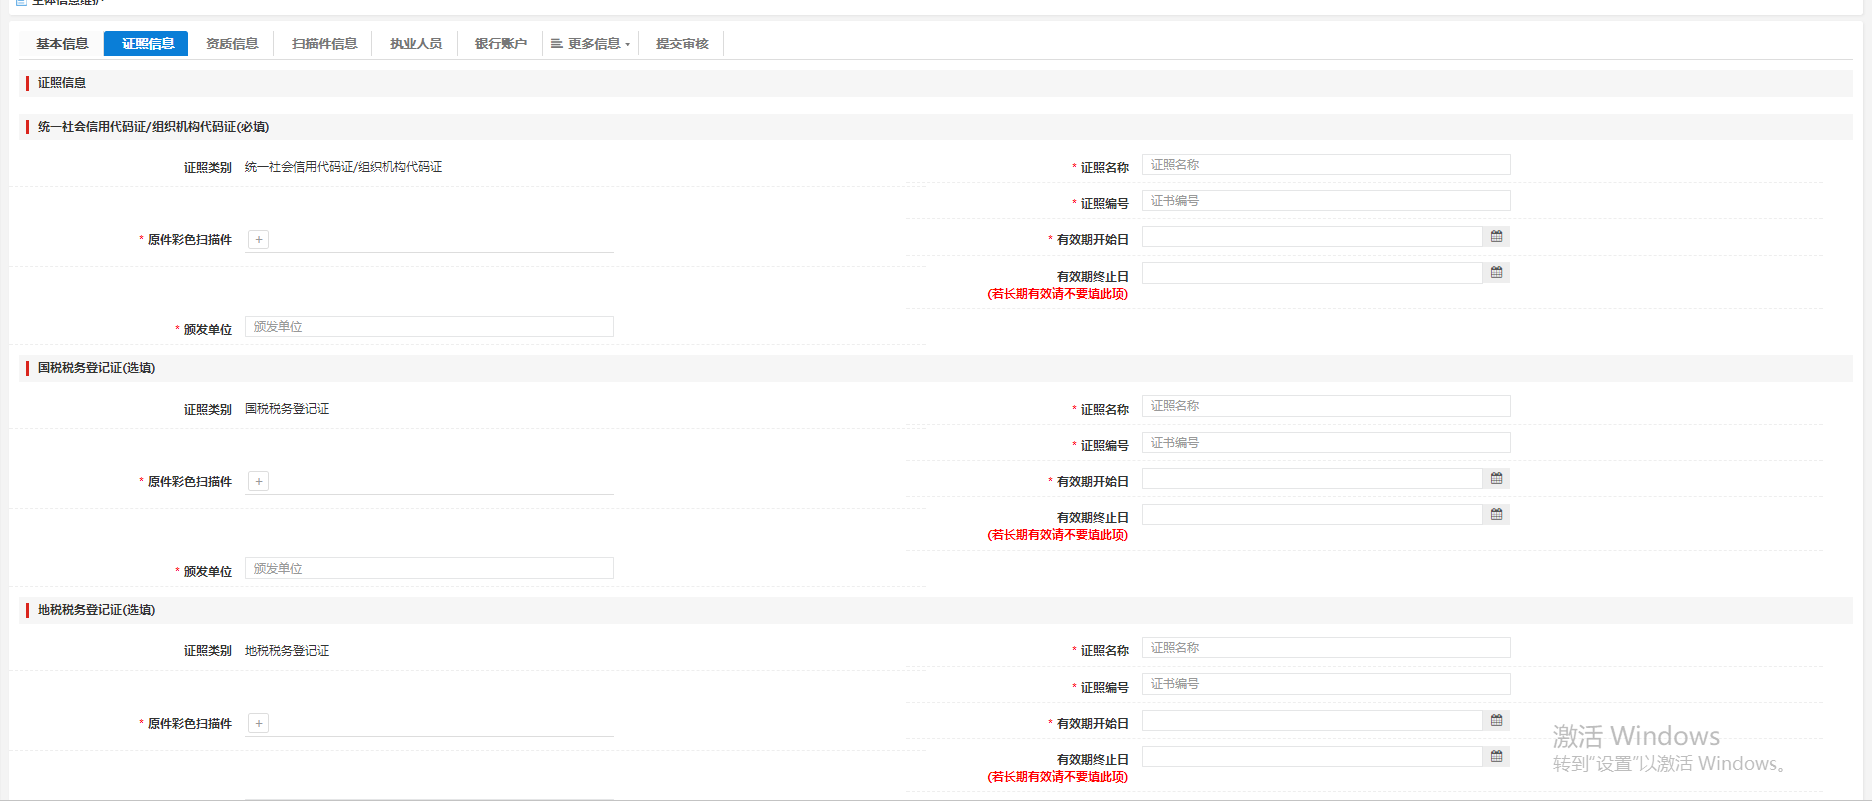 主体信息维护
基本信息 证照信息 资质信息 扫描件信息 执业人员 银行账户 更多信息 提交审核
证照信息
统一社会信用代码证/组织机构代码证(必填)
证照类别 统一社会信用代码证/组织机构代码证 * 证照名称 证照名称
* 证照编号 证书编号
* 原件彩色扫描件 + * 有效期开始日
有效期终止日
(若长期有效请不要填此项)
* 颁发单位 颁发单位
国税税务登记证(选填)
证照类别 国税税务登记证 * 证照名称 证照名称
* 证照编号 证书编号
* 原件彩色扫描件 + * 有效期开始日
有效期终止日
(若长期有效请不要填此项)
* 颁发单位 颁发单位
地税税务登记证(选填)
证照类别 地税税务登记证 * 证照名称 证照名称
* 证照编号 证书编号
* 原件彩色扫描件 + * 有效期开始日
有效期终止日
(若长期有效请不要填此项)
激活 Windows
转到"设置"以激活 Windows。